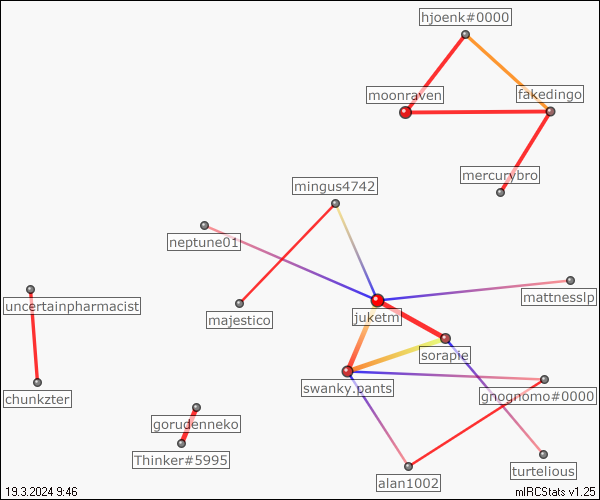 hjoenk#0000
moonraven
fakedingo
mercurybro
mingus4742
neptune01
mattnesslp
uncertainpharmacist
majestico
juketm
sorapie
swanky.pants
gnognomo#0000
chunkzter
gorudenneko
Thinker#5995
turtelious
alan1002
19.3.2024 9:46
mIRCStats v1.25